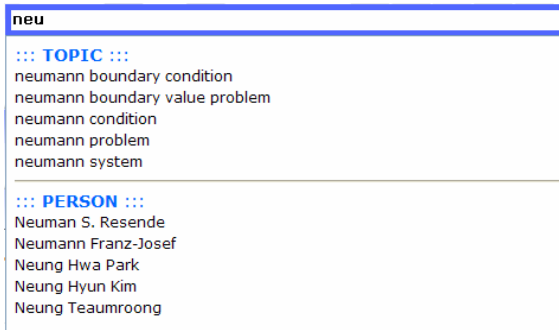 neu
::: TOPIC :::
neumann boundary condition
neumann boundary value problem
neumann condition
neumann problem
neumann system
::: PERSON :::
Neuman S. Resende
Neumann Franz-Josef
Neung Hwa Park
Neung Hyun Kim
Neung Teaumroong